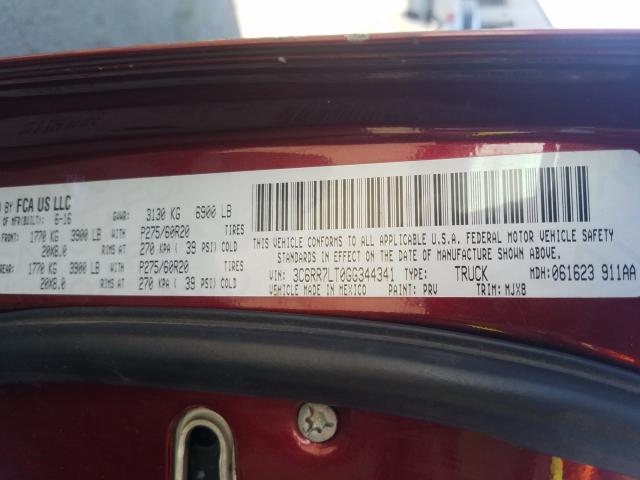 BY FCA US LLC
OF MFR(BUILT): 6-16 GVWR: 3130 KG 6900 LB
FRONT: 1770 KG 3900 LB WITH P275/60R20 TIRES
20X8.0 RIMS AT 270 KPA ( 39 PSI) COLD
REAR: 1770 KG 3900 LB WITH P275/60R20 TIRES
20X8.0 RIMS AT 270 KPA ( 39 PSI) COLD
THIS VEHICLE CONFORMS TO ALL APPLICABLE U.S.A. FEDERAL MOTOR VEHICLE SAFETY
STANDARDS IN EFFECT ON THE DATE OF MANUFACTURE SHOWN ABOVE.
VIN: 3C6RR7LT0GG344341 TYPE: TRUCK MDH: 061623 911AA
VEHICLE MADE IN MEXICO PAINT: PRV TRIM: MJX8